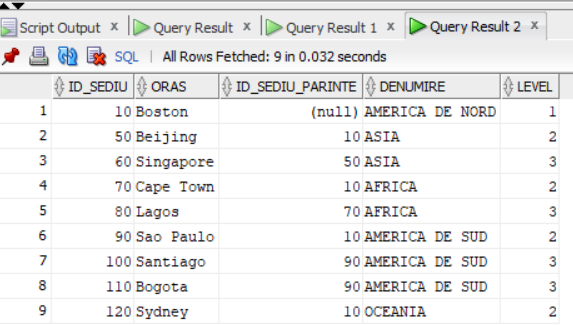 Script Output x Query Result x Query Result 1 x Query Result 2 x
SQL | All Rows Fetched: 9 in 0.032 seconds
ID_SEDIU ORAS ID_SEDIU_PARINTE DENUMIRE LEVEL
1 10 Boston (null) AMERICA DE NORD 1
2 50 Beijing 10 ASIA 2
3 60 Singapore 50 ASIA 3
4 70 Cape Town 10 AFRICA 2
5 80 Lagos 70 AFRICA 3
6 90 Sao Paulo 10 AMERICA DE SUD 2
7 100 Santiago 90 AMERICA DE SUD 3
8 110 Bogota 90 AMERICA DE SUD 3
9 120 Sydney 10 OCEANIA 2